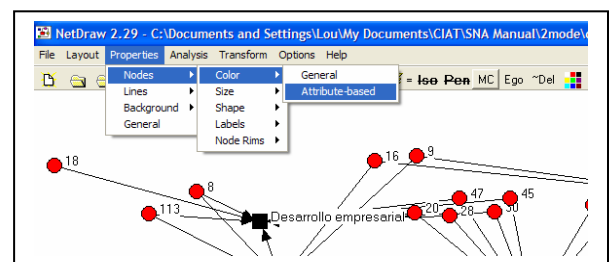 NetDraw 2.29 - C:\Documents and Settings\Lou\My Documents\CIAT\SNA Manual\2mode\
File Layout Properties Analysis Transform Options Help
Nodes Color General = Iso Pen MC Ego ~Del
Lines Size Attribute-based
Background Shape
General Labels
Node Rims
18
16 9
8
47 45
113
Desarrollo empresarial 20 28 30